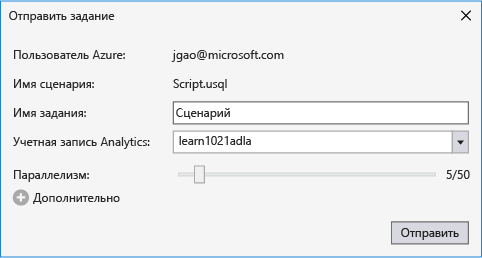 Отправить задание
Пользователь Azure: jgao@microsoft.com
Имя сценария: Script.usql
Имя задания: Сценарий
Учетная запись Analytics: learn1021adla
Параллелизм: 5/50
Дополнительно
Отправить